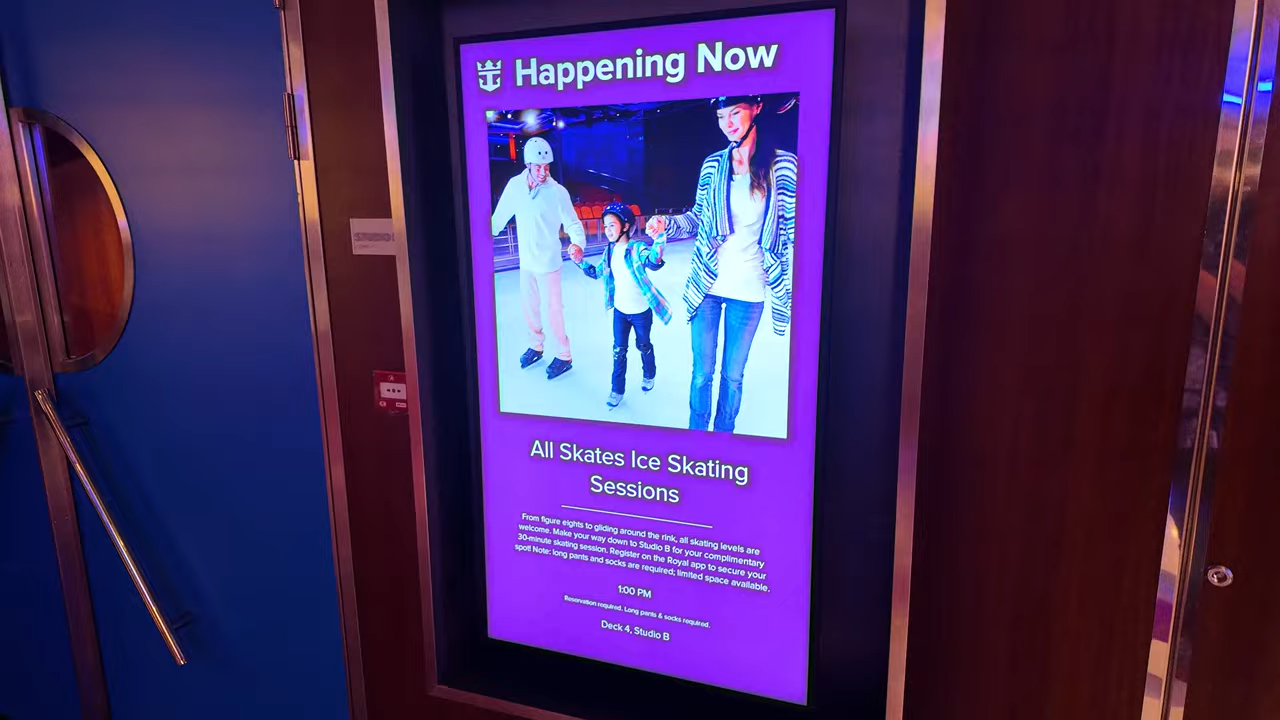 Happening Now
STUDIO
All Skates Ice Skating
Sessions
From figure eights to gliding around the rink, all skating levels are
welcome. Make your way down to Studio B for your complimentary
30-minute skating session. Register on the Royal app to secure your
spot! Note: long pants and socks are required; limited space available.
1:00 PM
Reservation required. Long pants & socks required.
Deck 4, Studio B